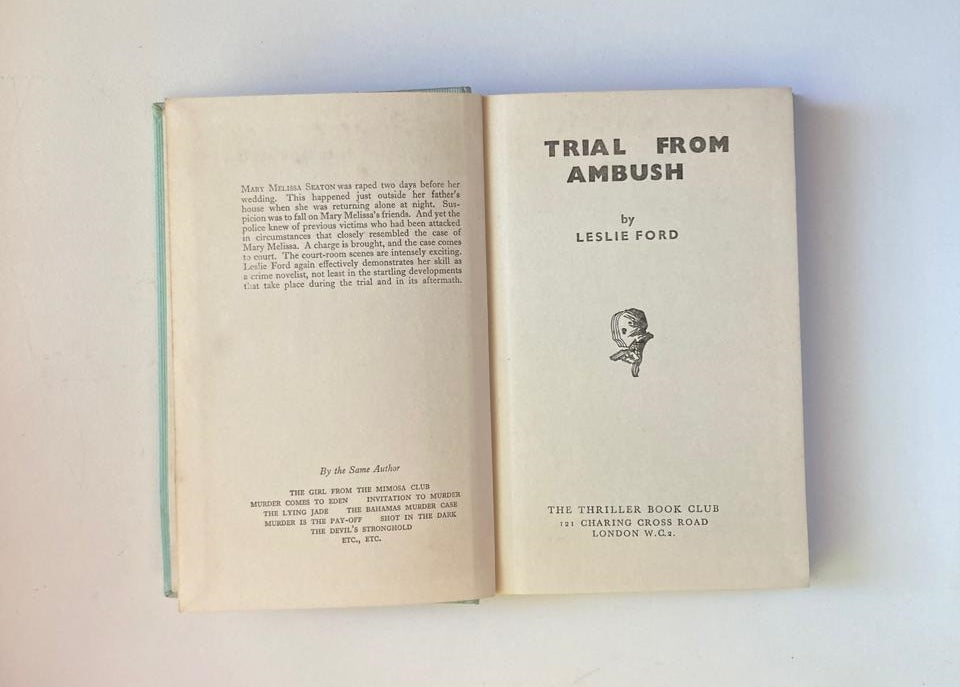 MARY MELISSA SEATON was raped two days before her
wedding. This happened just outside her father's
house when she was returning alone at night. Sus-
picion was to fall on Mary Melissa's friends. And yet the
police knew of previous victims who had been attacked
in circumstances that closely resembled the case of
Mary Melissa. A charge is brought, and the case comes
to court. The court-room scenes are intensely exciting.
Leslie Ford again effectively demonstrates her skill as
a crime novelist, not least in the startling developments
that take place during the trial and in its aftermath.
By the Same Author
THE GIRL FROM THE MIMOSA CLUB
MURDER COMES TO EDEN INVITATION TO MURDER
THE LYING JADE THE BAHAMAS MURDER CASE
MURDER IS THE PAY-OFF SHOT IN THE DARK
THE DEVIL'S STRONGHOLD
ETC., ETC.
TRIAL FROM
AMBUSH
by
LESLIE FORD
THE THRILLER BOOK CLUB
121 CHARING CROSS ROAD
LONDON W.C.2.